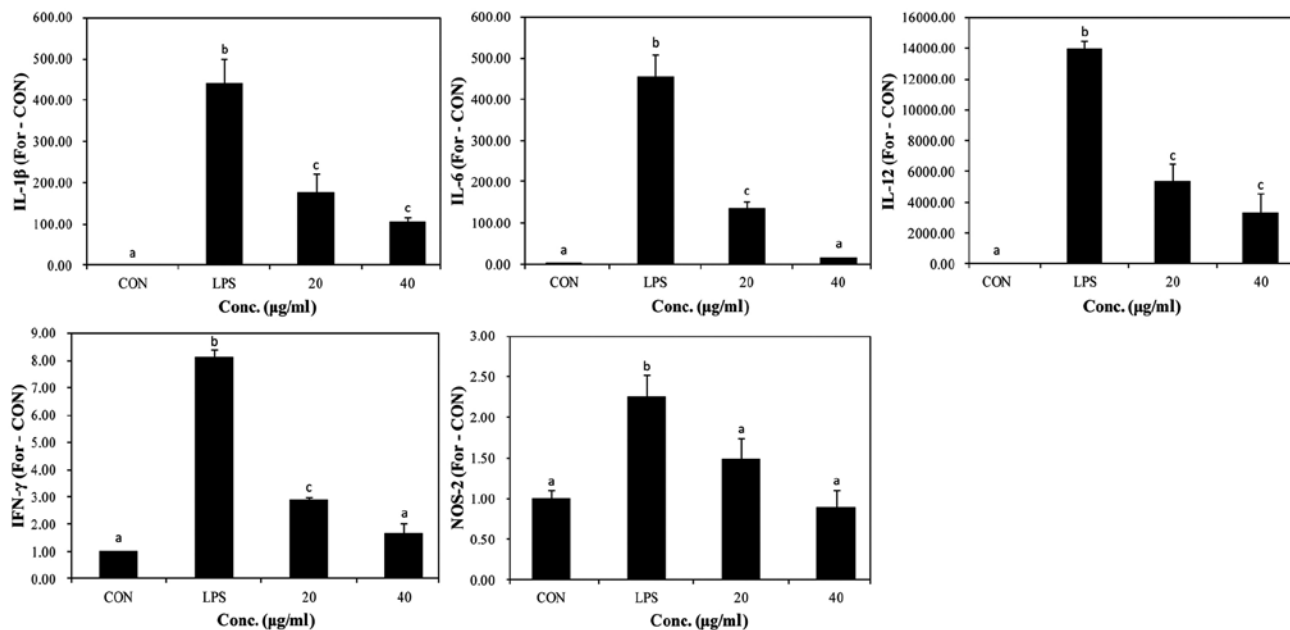 IL-1β (For - CON)
600.00
500.00
400.00
300.00
200.00
100.00
0.00
a
b
c
c
CON
LPS
20
40
Conc. (µg/ml)
IL-6 (For - CON)
600.00
500.00
400.00
300.00
200.00
100.00
0.00
a
b
c
a
CON
LPS
20
40
Conc. (µg/ml)
IL-12 (For - CON)
16000.00
14000.00
12000.00
10000.00
8000.00
6000.00
4000.00
2000.00
0.00
a
b
c
c
CON
LPS
20
40
Conc. (µg/ml)
IFN-γ (For - CON)
9.00
8.00
7.00
6.00
5.00
4.00
3.00
2.00
1.00
0.00
a
b
c
a
CON
LPS
20
40
Conc. (µg/ml)
NOS-2 (For - CON)
3.00
2.50
2.00
1.50
1.00
0.50
0.00
a
b
a
a
CON
LPS
20
40
Conc. (µg/ml)